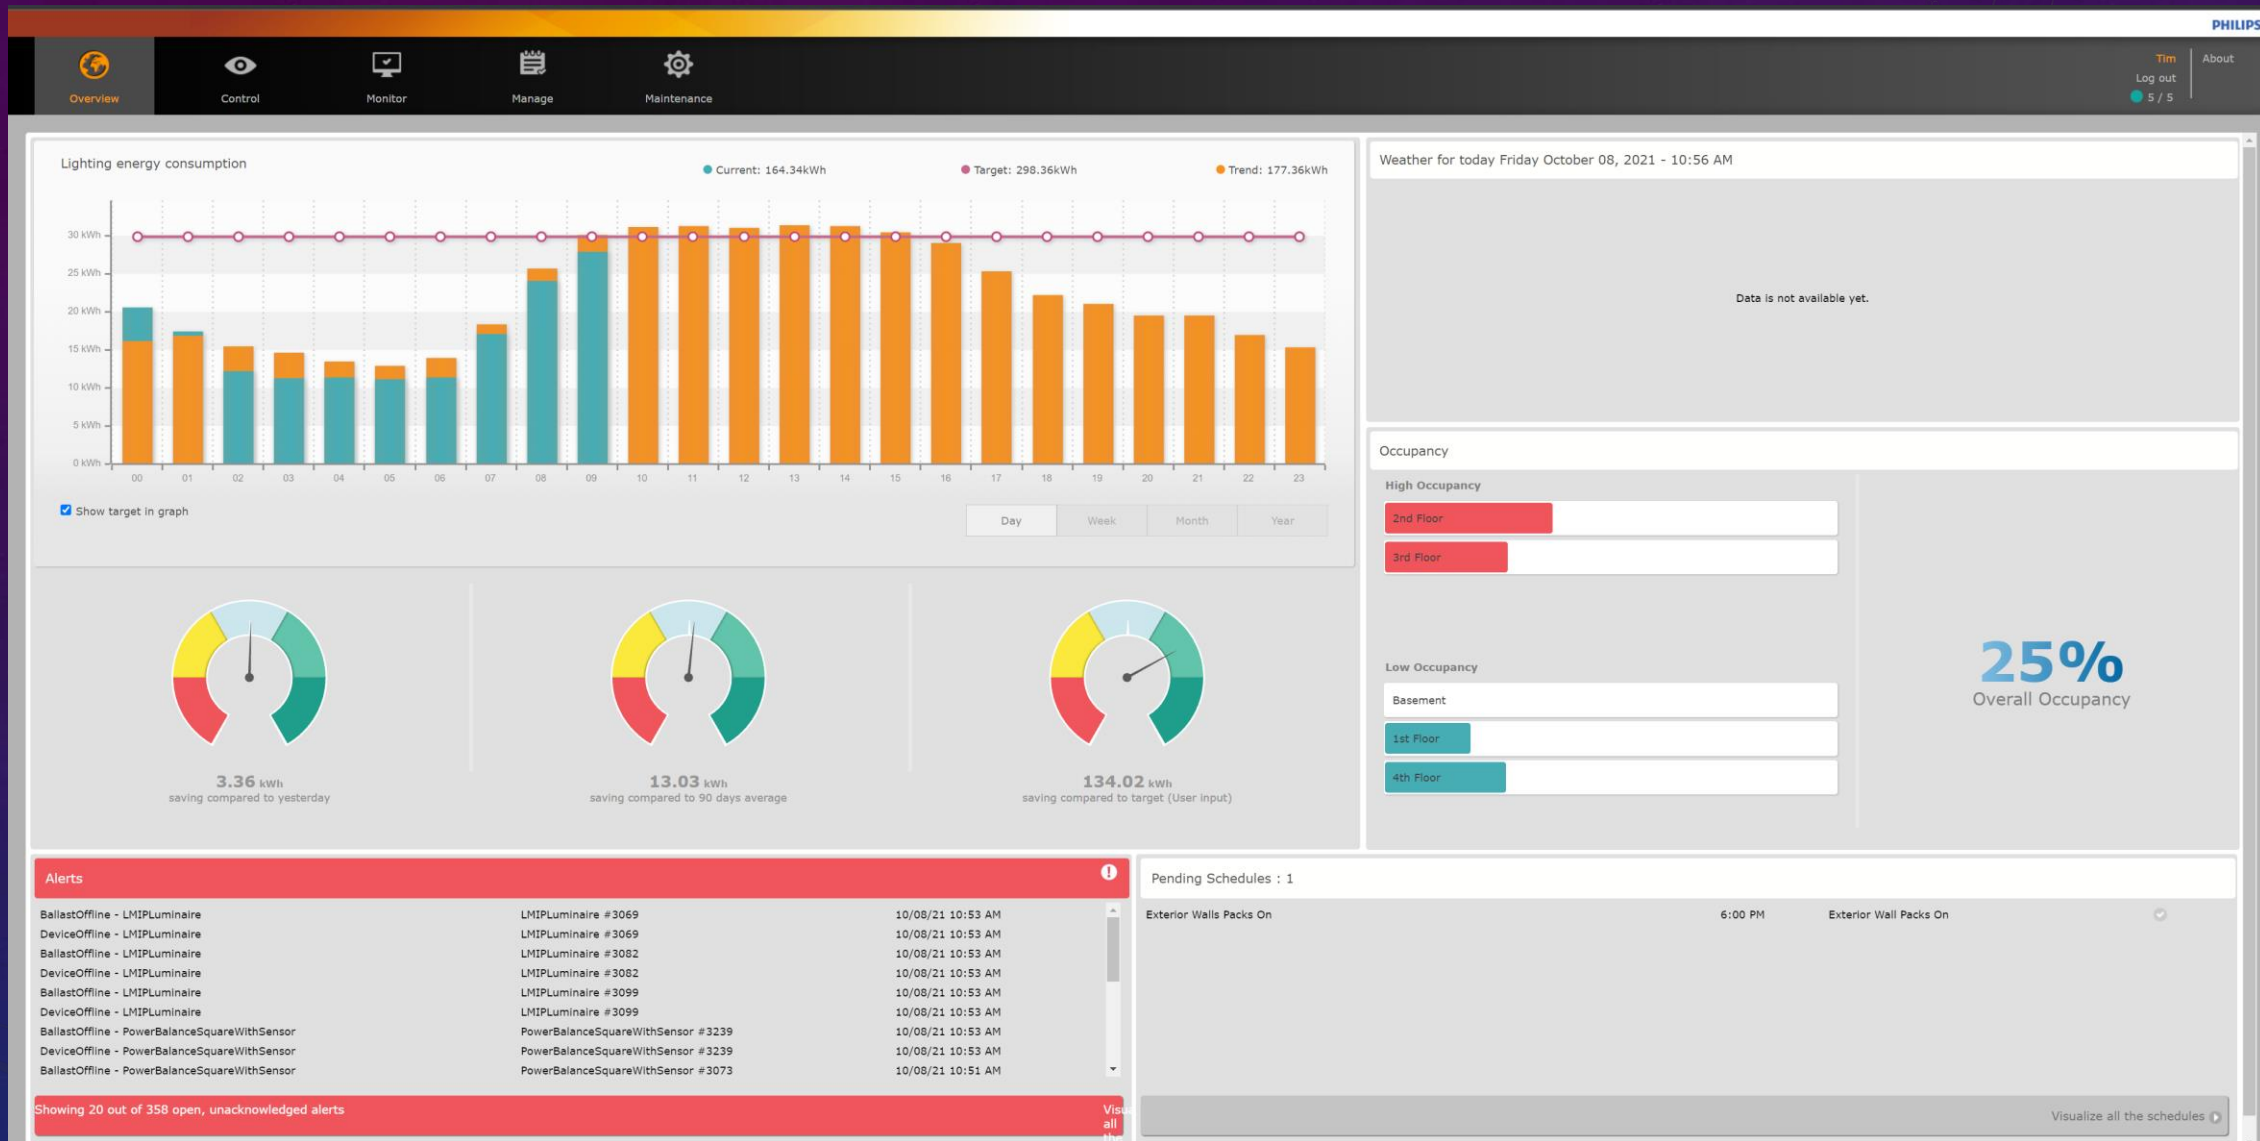 PHILIPS
Overview
Control
Monitor
Manage
Maintenance
Tim
About
Log out
5 / 5
Lighting energy consumption
Current: 164.34kWh
Target: 298.36kWh
Trend: 177.36kWh
30 kWh
25 kWh
20 kWh
15 kWh
10 kWh
5 kWh
0 kWh
00 01 02 03 04 05 06 07 08 09 10 11 12 13 14 15 16 17 18 19 20 21 22 23
Show target in graph
Day
Week
Month
Year
3.36 kWh
saving compared to yesterday
13.03 kWh
saving compared to 90 days average
134.02 kWh
saving compared to target (User input)
Weather for today Friday October 08, 2021 - 10:56 AM
Data is not available yet.
Occupancy
High Occupancy
2nd Floor
3rd Floor
Low Occupancy
Basement
1st Floor
4th Floor
25%
Overall Occupancy
Alerts
BallastOffline - LMIPLuminaire LMIPLuminaire #3069 10/08/21 10:53 AM
DeviceOffline - LMIPLuminaire LMIPLuminaire #3069 10/08/21 10:53 AM
BallastOffline - LMIPLuminaire LMIPLuminaire #3082 10/08/21 10:53 AM
DeviceOffline - LMIPLuminaire LMIPLuminaire #3082 10/08/21 10:53 AM
BallastOffline - LMIPLuminaire LMIPLuminaire #3099 10/08/21 10:53 AM
DeviceOffline - LMIPLuminaire LMIPLuminaire #3099 10/08/21 10:53 AM
BallastOffline - PowerBalanceSquareWithSensor PowerBalanceSquareWithSensor #3239 10/08/21 10:53 AM
DeviceOffline - PowerBalanceSquareWithSensor PowerBalanceSquareWithSensor #3239 10/08/21 10:53 AM
BallastOffline - PowerBalanceSquareWithSensor PowerBalanceSquareWithSensor #3073 10/08/21 10:51 AM
Showing 20 out of 358 open, unacknowledged alerts
all
Pending Schedules : 1
Exterior Walls Packs On 6:00 PM Exterior Wall Packs On
Visualize all the schedules